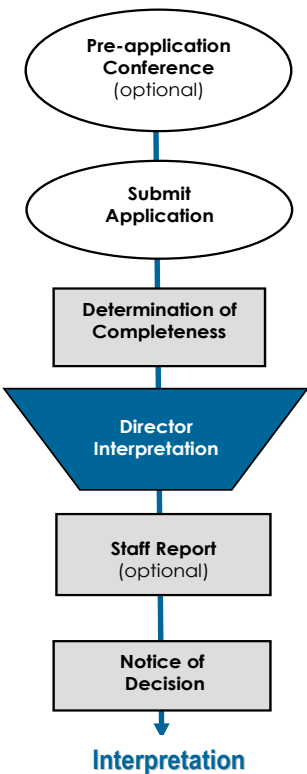 Pre-application
Conference
(optional)
Submit
Application
Determination of
Completeness
Director
Interpretation
Staff Report
(optional)
Notice of
Decision
Interpretation